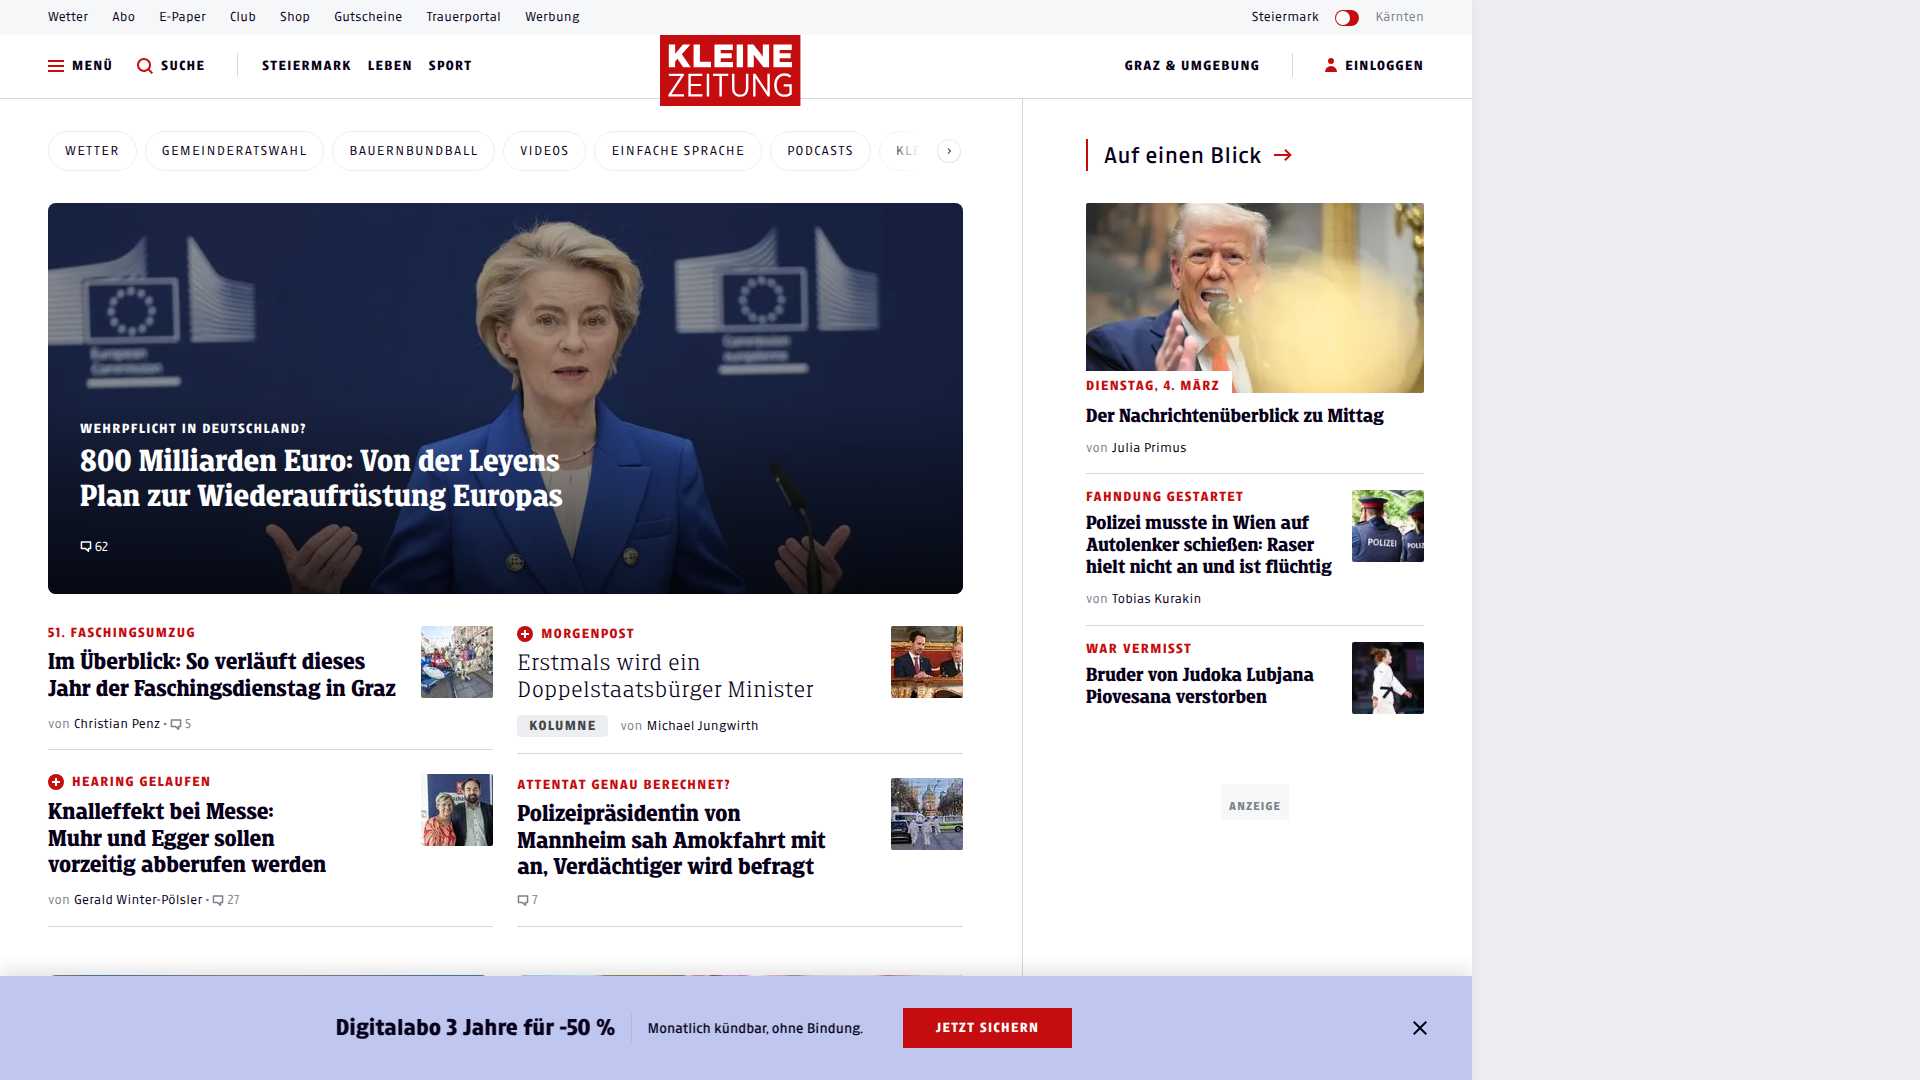 Wetter Abo E-Paper Club Shop Gutscheine Trauerportal Werbung Steiermark Kärnten
MENÜ SUCHE STEIERMARK LEBEN SPORT KLEINE ZEITUNG GRAZ & UMGEBUNG EINLOGGEN
WETTER GEMEINDERATSWAHL BAUERNBUNDBALL VIDEOS EINFACHE SPRACHE PODCASTS KLE
European
Commission
Commission
européenne
WEHRPFLICHT IN DEUTSCHLAND?
800 Milliarden Euro: Von der Leyens
Plan zur Wiederaufrüstung Europas
62
51. FASCHINGSUMZUG
Im Überblick: So verläuft dieses
Jahr der Faschingsdienstag in Graz
von Christian Penz • 5
MORGENPOST
Erstmals wird ein
Doppelstaatsbürger Minister
KOLUMNE von Michael Jungwirth
HEARING GELAUFEN
Knalleffekt bei Messe:
Muhr und Egger sollen
vorzeitig abberufen werden
von Gerald Winter-Pölsler • 27
ATTENTAT GENAU BERECHNET?
Polizeipräsidentin von
Mannheim sah Amokfahrt mit
an, Verdächtiger wird befragt
7
Auf einen Blick
DIENSTAG, 4. MÄRZ
Der Nachrichtenüberblick zu Mittag
von Julia Primus
FAHNDUNG GESTARTET
Polizei musste in Wien auf
Autolenker schießen: Raser
hielt nicht an und ist flüchtig
von Tobias Kurakin
POLIZEI
WAR VERMISST
Bruder von Judoka Lubjana
Piovesana verstorben
ANZEIGE
Digitalabo 3 Jahre für -50 % Monatlich kündbar, ohne Bindung. JETZT SICHERN